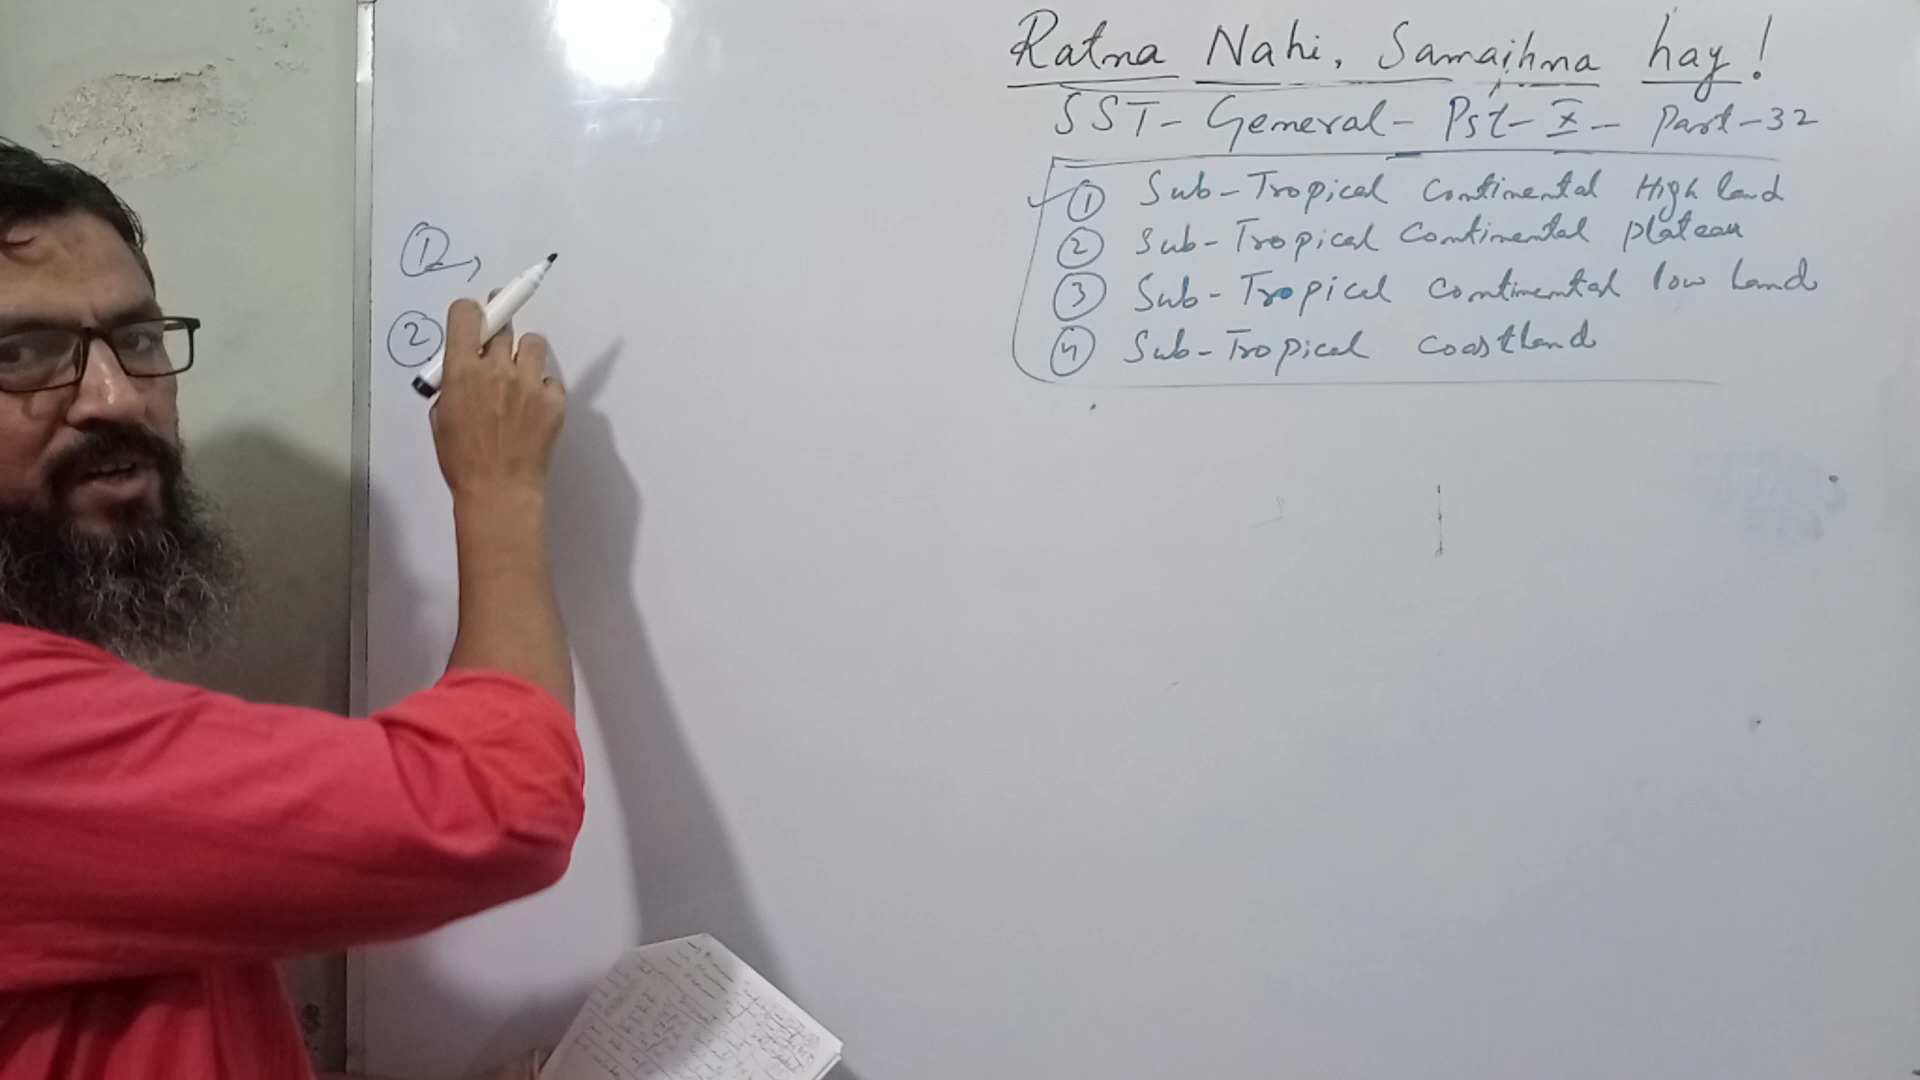 Ratna Nahi, Samajhna hay!
SST- General- Pst- X - Part-32
① Sub-Tropical Continental High land
② Sub-Tropical Continental plateau
③ Sub-Tropical Continental low land
④ Sub-Tropical coastland
①
②